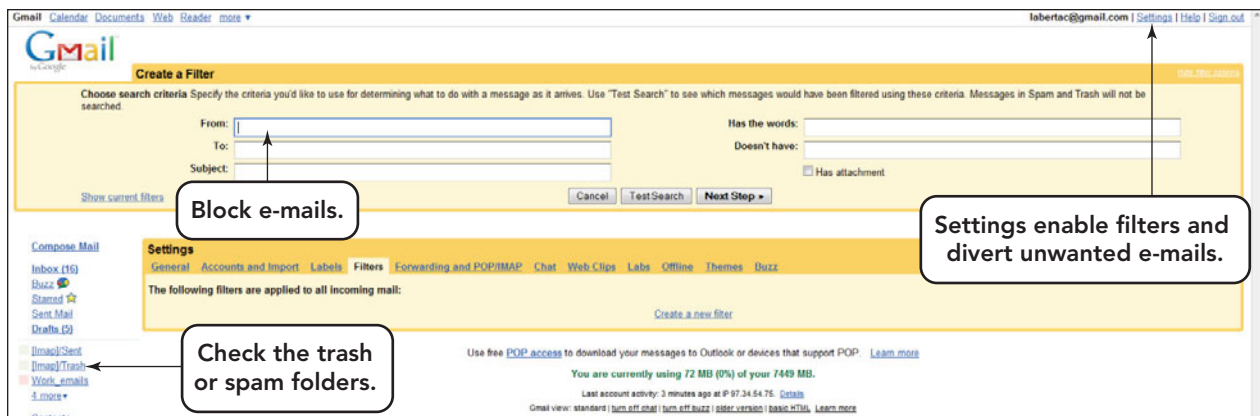 Gmail Calendar Documents Web Reader more ▼
labertac@gmail.com | Settings | Help | Sign out
Gmail
by Google
Create a Filter
Choose search criteria Specify the criteria you'd like to use for determining what to do with a message as it arrives. Use "Test Search" to see which messages would have been filtered using these criteria. Messages in Spam and Trash will not be
searched.
From:
Has the words:
To:
Doesn't have:
Subject:
Has attachment
Show current filters
Cancel Test Search Next Step ►
Block e-mails.
Settings enable filters and
divert unwanted e-mails.
Compose Mail
Inbox (16)
Buzz
Starred
Sent Mail
Drafts (5)
[Imap]/Sent
[Imap]/Trash
Work_emails
4 more▼
Settings
General Accounts and Import Labels Filters Forwarding and POP/IMAP Chat Web Clips Labs Offline Themes Buzz
The following filters are applied to all incoming mail:
Create a new filter
Check the trash
or spam folders.
Use free POP access to download your messages to Outlook or devices that support POP. Learn more
You are currently using 72 MB (0%) of your 7449 MB.
Last account activity: 3 minutes ago at IP 97.34.54.75. Details
Gmail view: standard | turn off chat | turn off buzz | older version | basic HTML Learn more